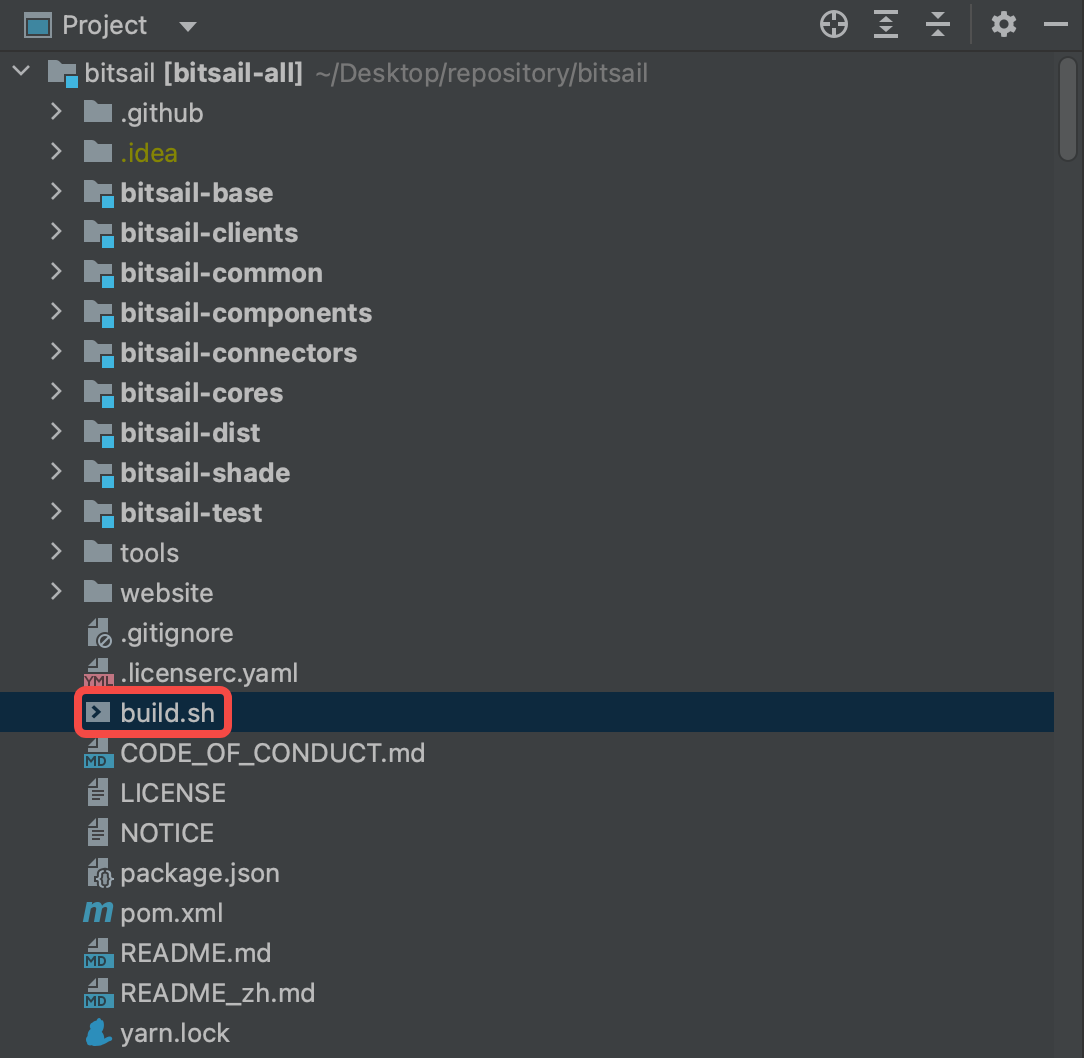 Project
bitsail [bitsail-all] ~/Desktop/repository/bitsail
.github
.idea
bitsail-base
bitsail-clients
bitsail-common
bitsail-components
bitsail-connectors
bitsail-cores
bitsail-dist
bitsail-shade
bitsail-test
tools
website
.gitignore
YML .licenserc.yaml
build.sh
MD CODE_OF_CONDUCT.md
LICENSE
NOTICE
package.json
m pom.xml
MD README.md
MD README_zh.md
yarn.lock